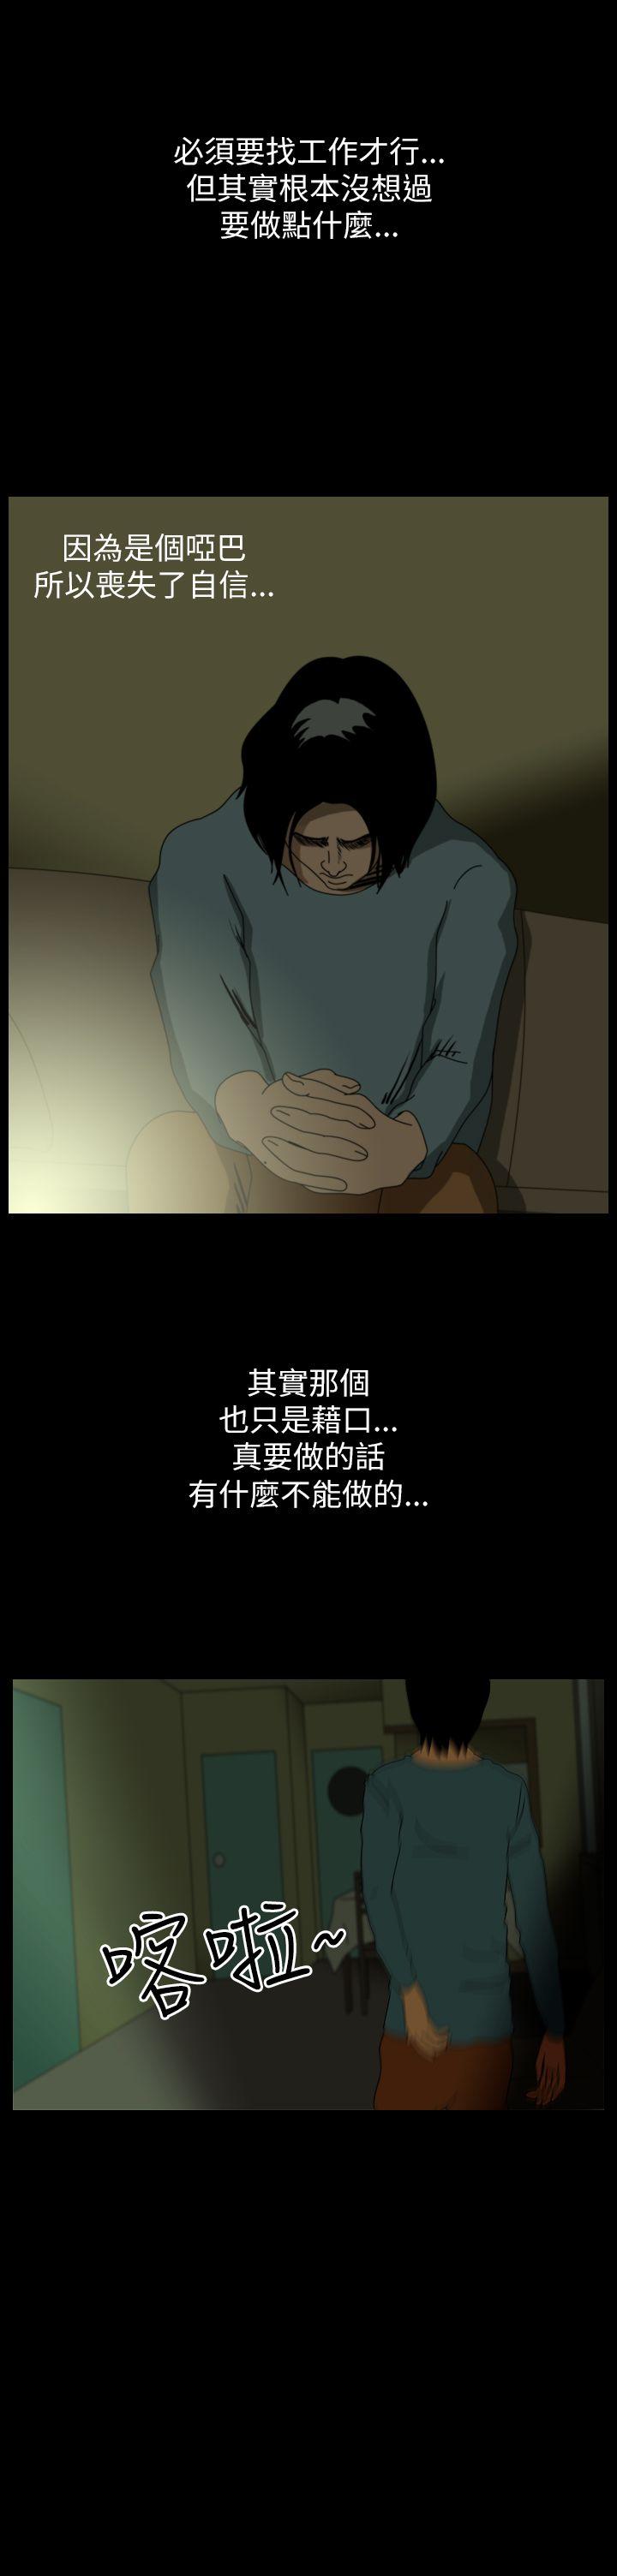 必須要找工作才行...
但其實根本沒想過
要做點什麼...
因為是個啞巴
所以喪失了自信...
其實那個
也只是藉口...
真要做的話
有什麼不能做的...
喀啦~